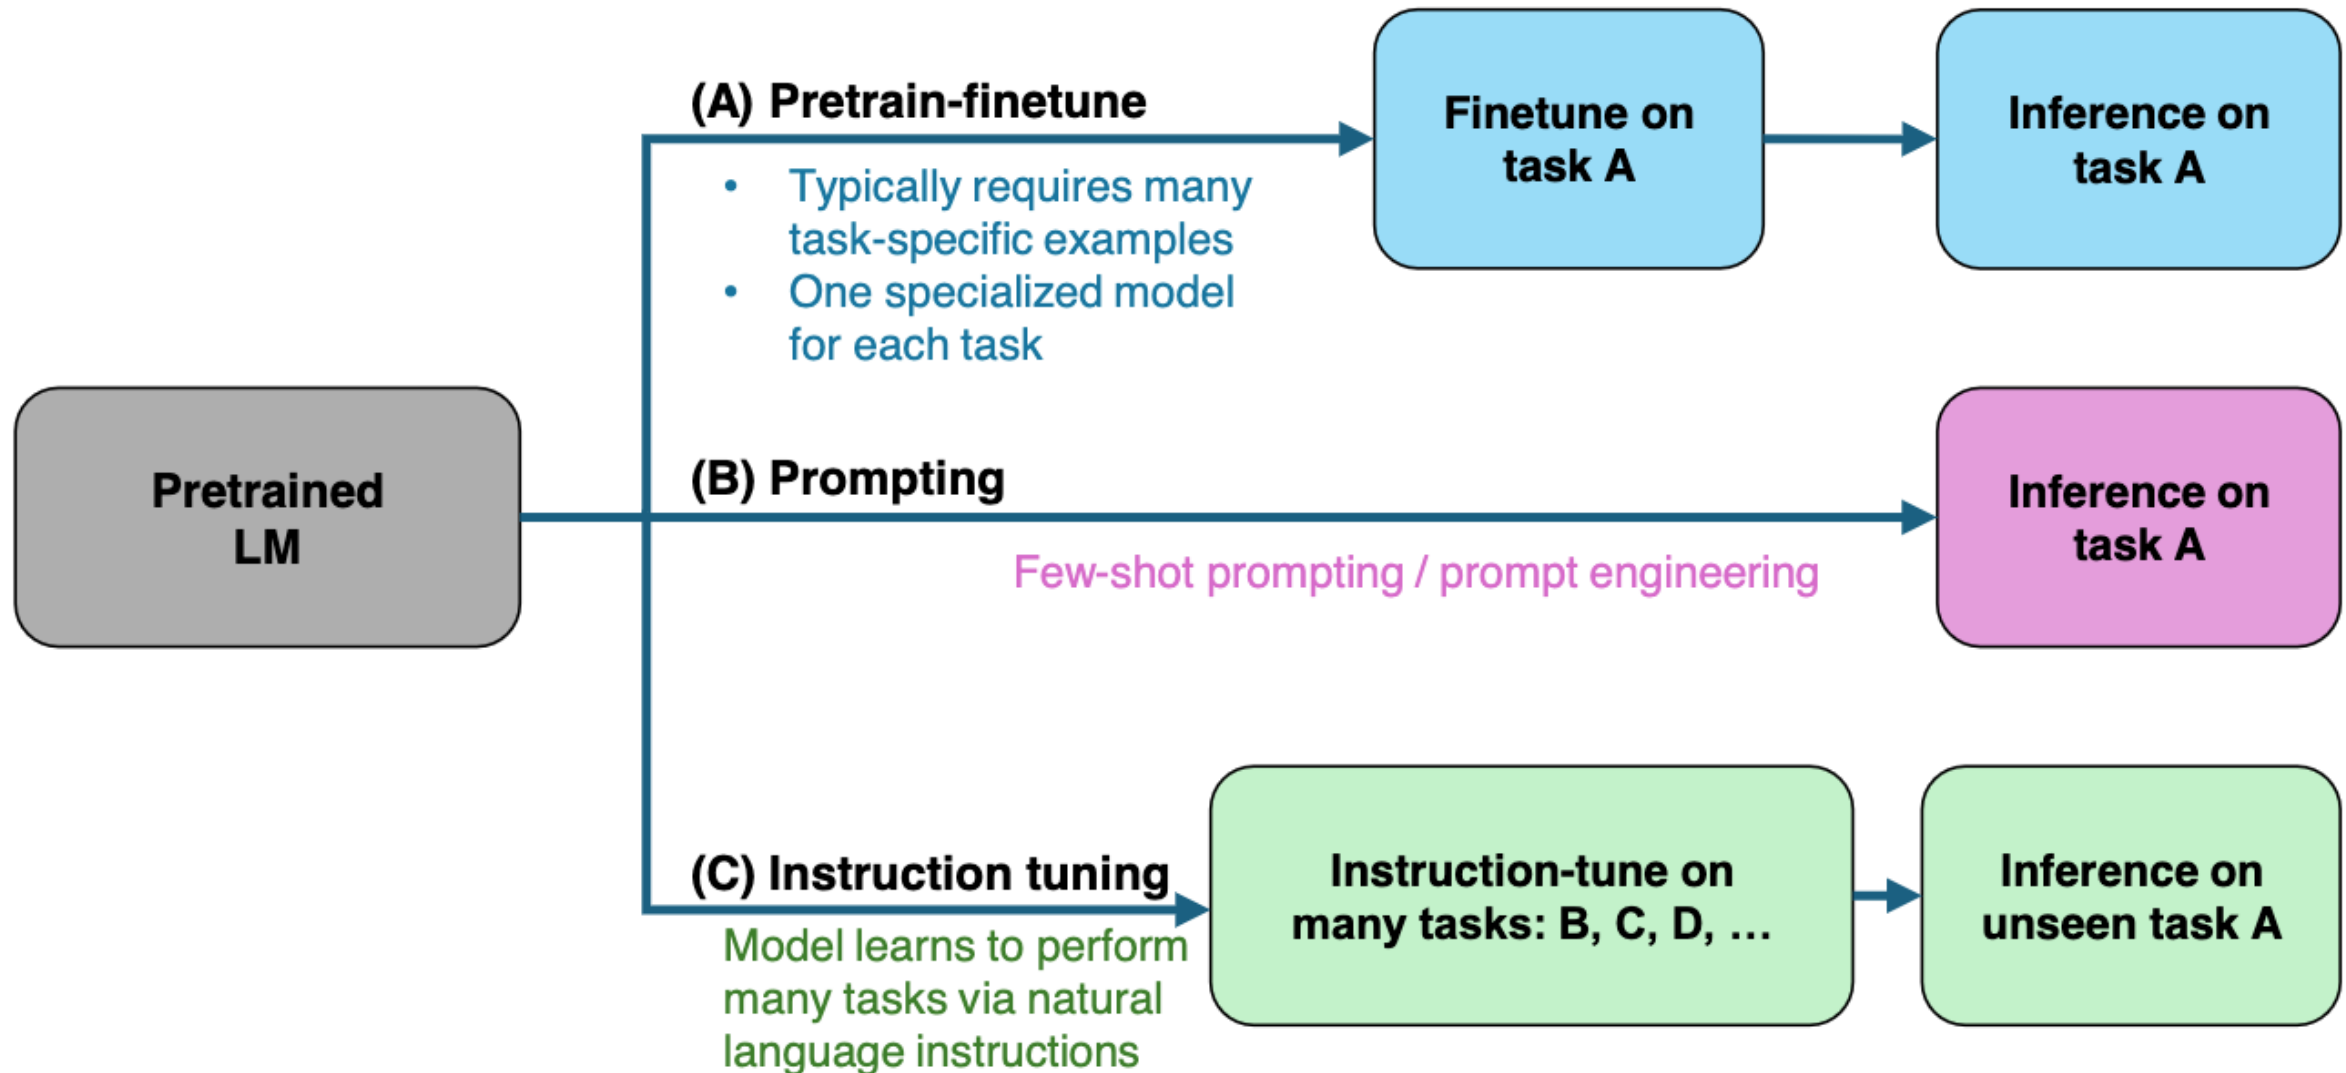 (A) Pretrain-finetune
• Typically requires many
task-specific examples
• One specialized model
for each task
Finetune on
task A
Inference on
task A
Pretrained
LM
(B) Prompting
Few-shot prompting / prompt engineering
Inference on
task A
(C) Instruction tuning
Model learns to perform
many tasks via natural
language instructions
Instruction-tune on
many tasks: B, C, D, ...
Inference on
unseen task A